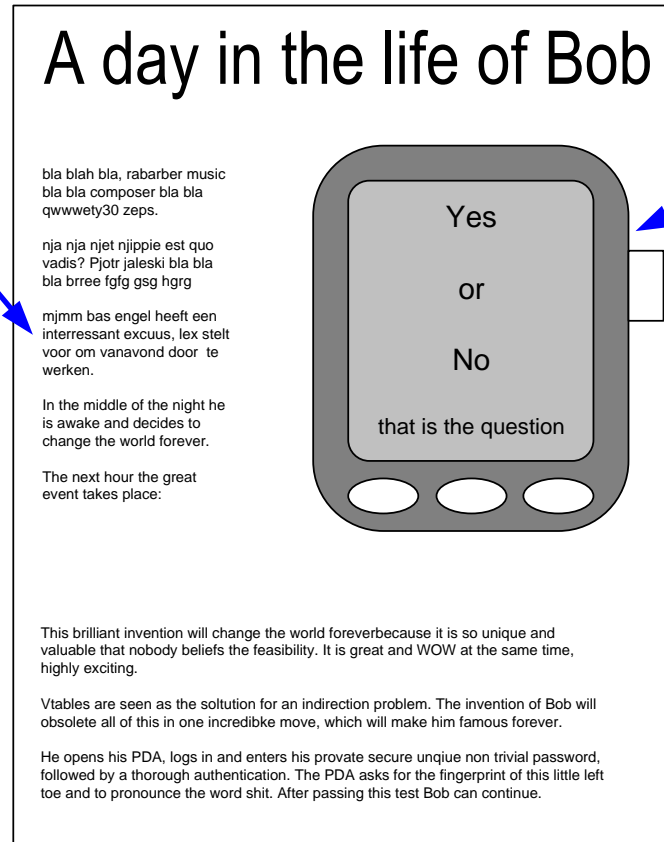 A day in the life of Bob
bla blah bla, rabarber music
bla bla composer bla bla
qwwwety30 zeps.
nja nja njet njippie est quo
vadis? Pjotr jaleski bla bla
bla brree fgfg gsg hgrg
mjmm bas engel heeft een
interressant excuus, lex stelt
voor om vanavond door te
werken.
In the middle of the night he
is awake and decides to
change the world forever.
The next hour the great
event takes place:
Yes
or
No
that is the question
This brilliant invention will change the world foreverbecause it is so unique and
valuable that nobody beliefs the feasibility. It is great and WOW at the same time,
highly exciting.
Vtables are seen as the soltution for an indirection problem. The invention of Bob will
obsolete all of this in one incredibke move, which will make him famous forever.
He opens his PDA, logs in and enters his provate secure unqiue non trivial password,
followed by a thorough authentication. The PDA asks for the fingerprint of this little left
toe and to pronounce the word shit. After passing this test Bob can continue.